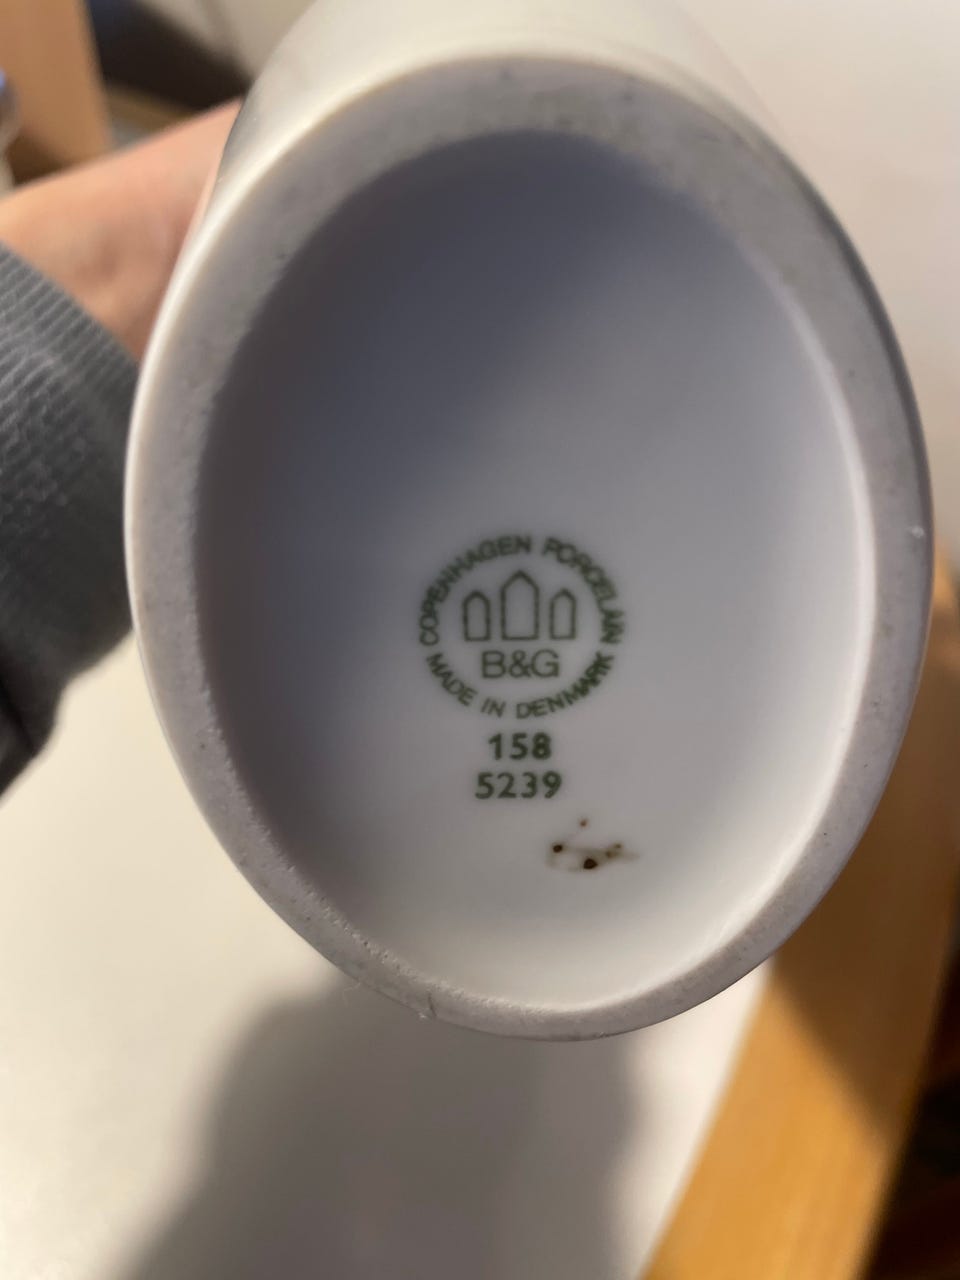 COPENHAGEN PORCELAIN
B&G
MADE IN DENMARK
158
5239